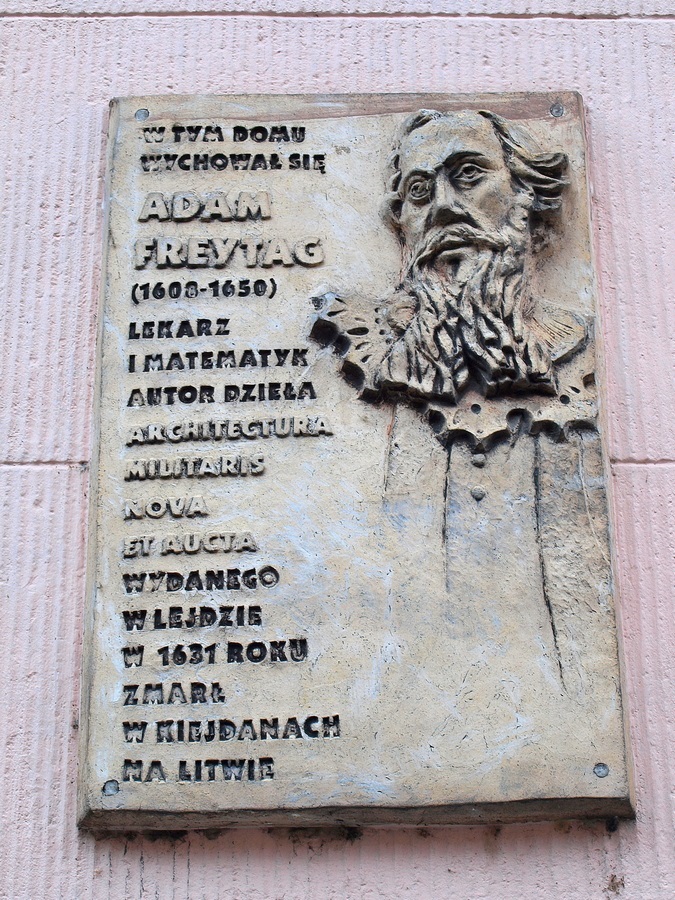 W TYM DOMU
WYCHOWAŁ SIĘ
ADAM
FREYTAG
(1608-1650)
LEKARZ
I MATEMATYK
AUTOR DZIEŁA
ARCHITECTURA
MILITARIS
NOVA
ET AUCTA
WYDANEGO
W LEJDZIE
W 1631 ROKU
ZMARŁ
W KIEJDANACH
NA LITWIE